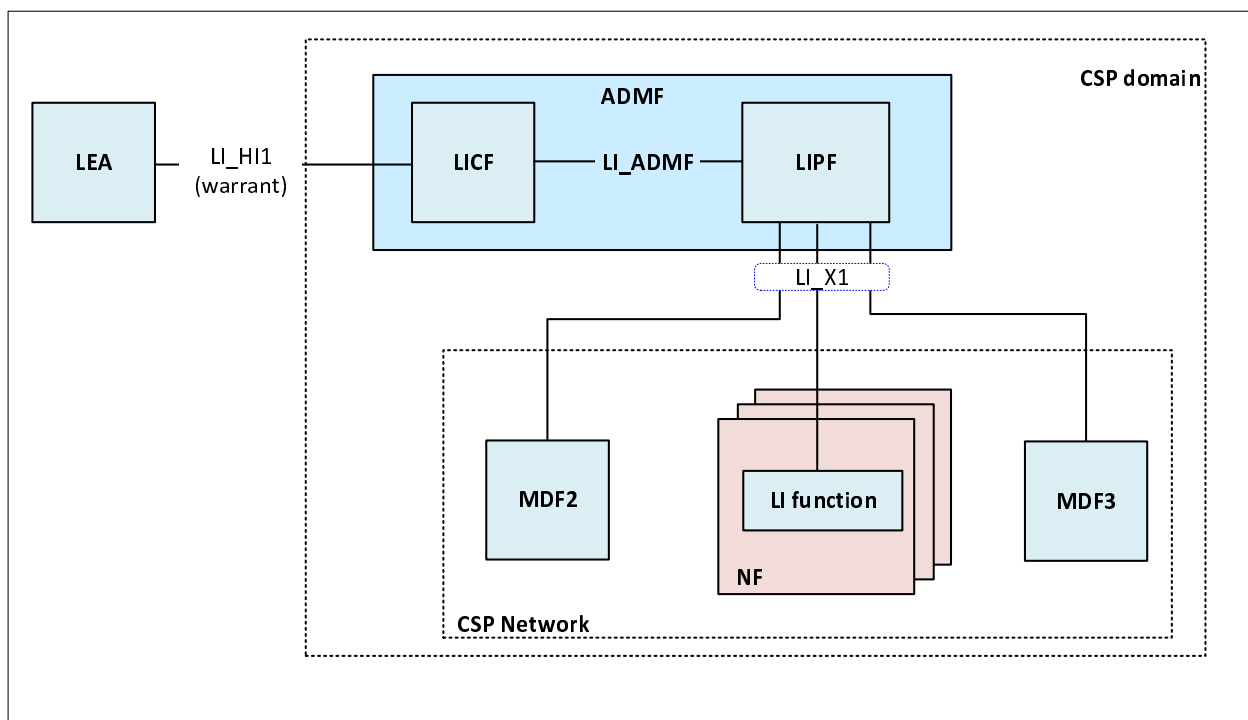 CSP domain
ADMF
LEA
LI_HI1
(warrant)
LICF
LI_ADMF
LIPF
LI_X1
MDF2
LI function
MDF3
NF
CSP Network